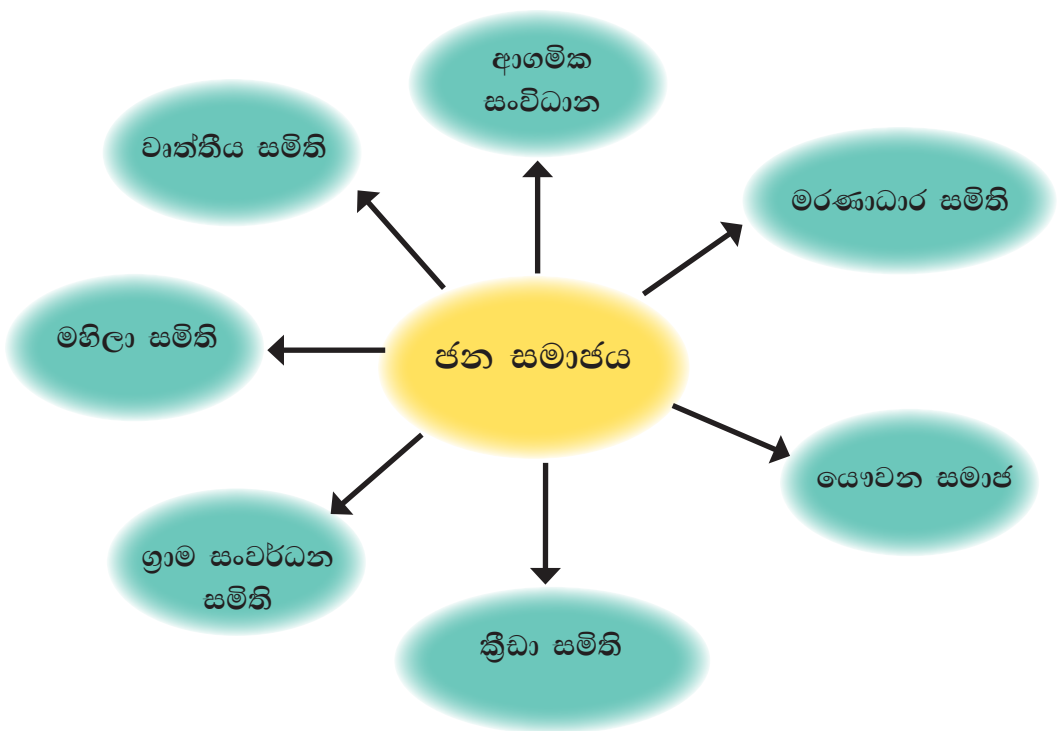 ආගමික
සංවිධාන
වෘත්තීය සමිති
මරණාධාර සමිති
මහිලා සමිති
ජන සමාජය
යෞවන සමාජ
ග්‍රාම සංවර්ධන
සමිති
ක්‍රීඩා සමිති